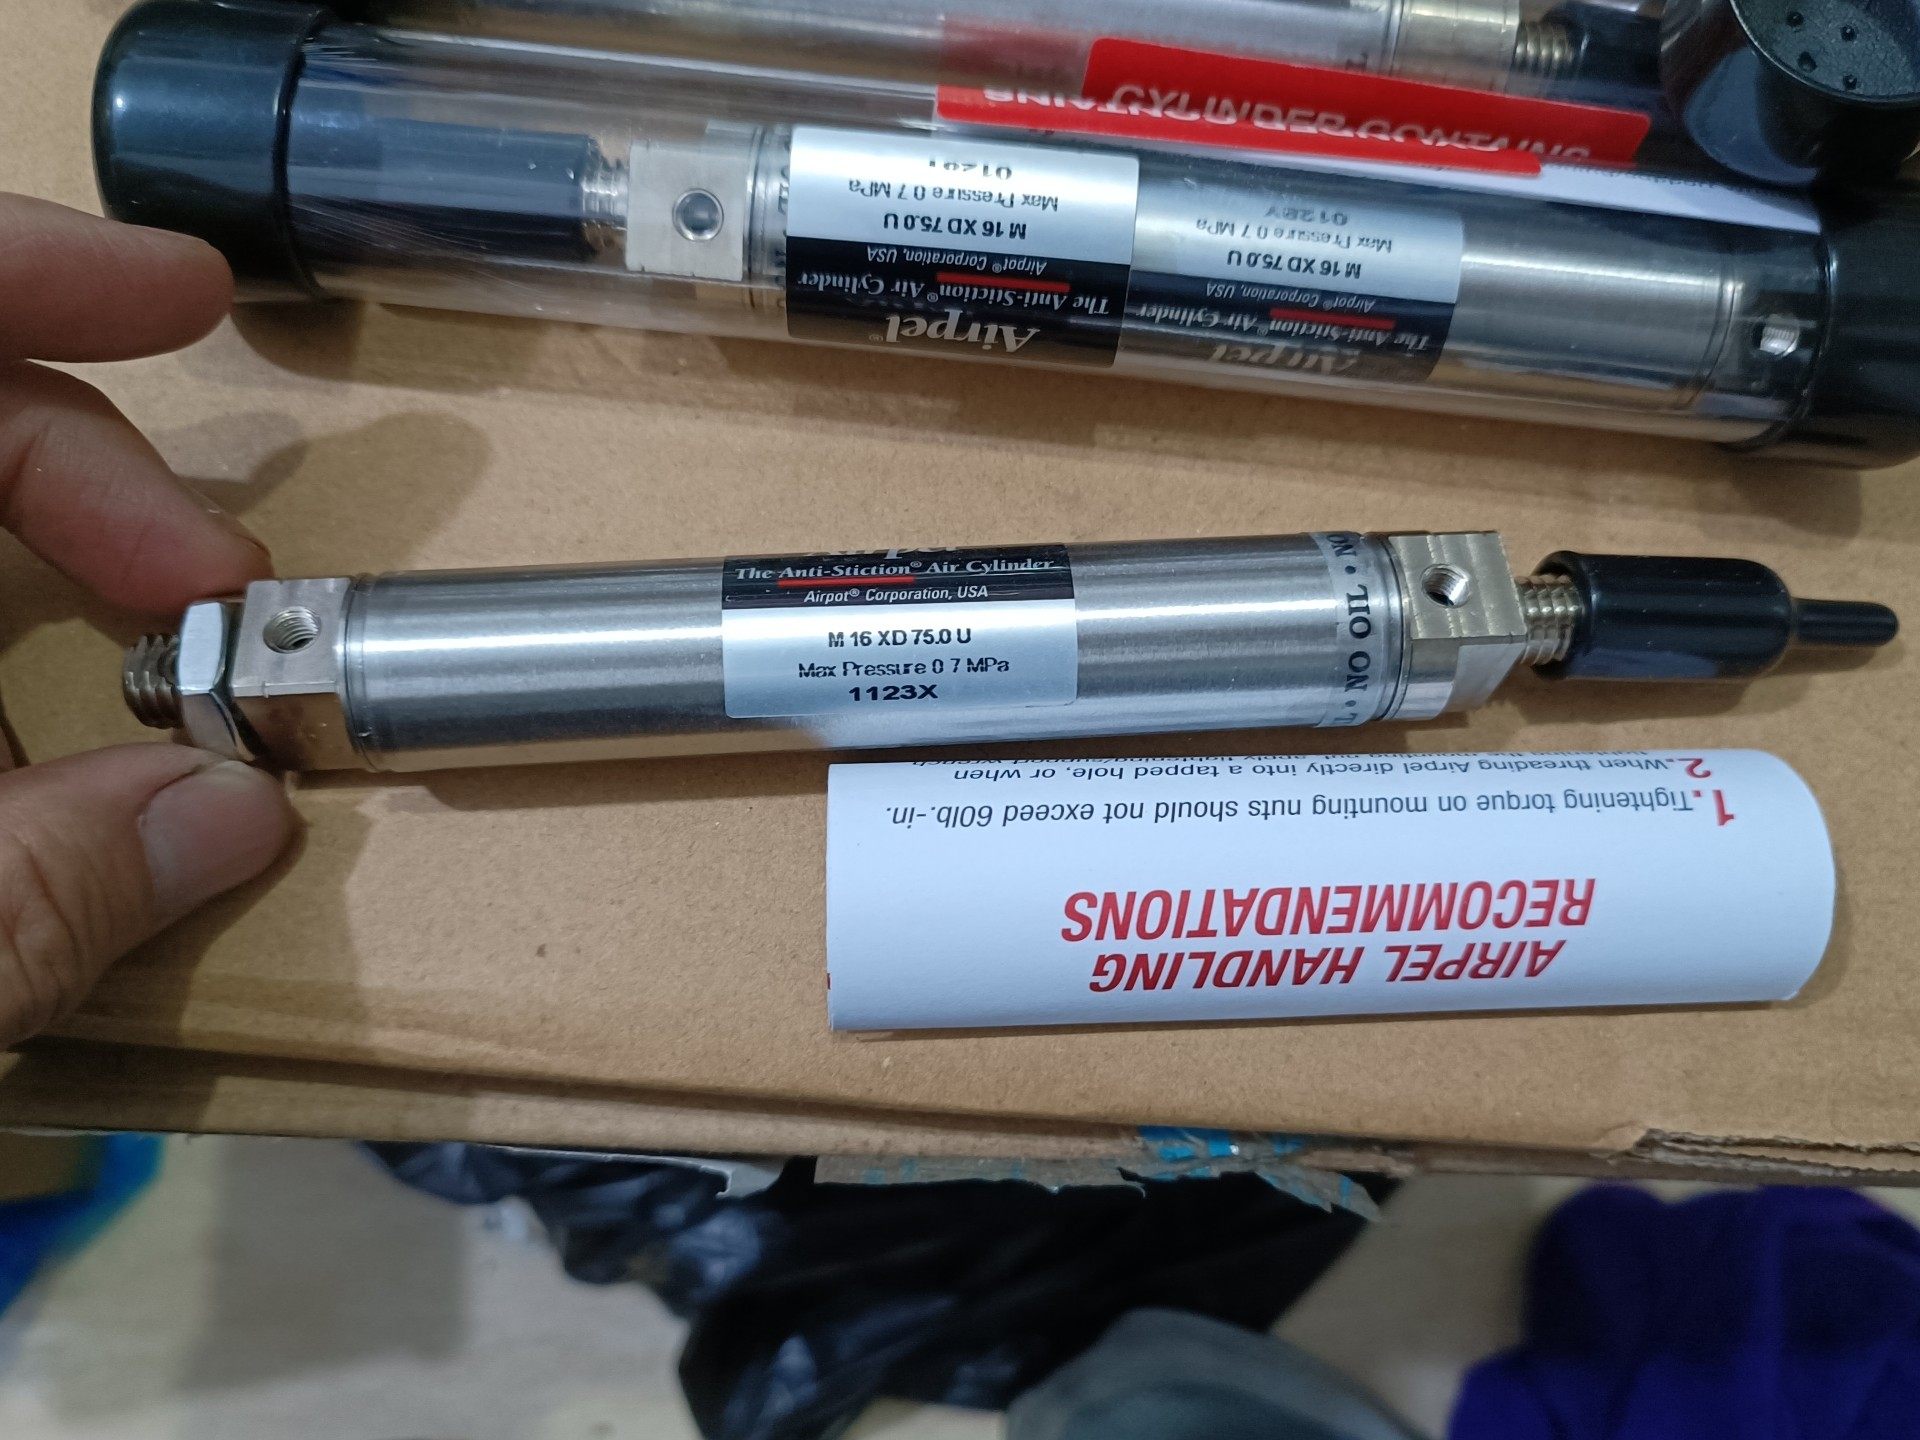 CYLINDER CONTAINS
Airpel®
The Anti-Stiction® Air Cylinder
Airpot® Corporation, USA
M 16 XD 75.0 U
Max Pressure 0.7 MPa
Airpel
The Anti-Stiction® Air Cylinder
Airpot® Corporation, USA
M 16 XD 75.0 U
Max Pressure 0.7 MPa
The Anti-Stiction® Air Cylinder
Airpot® Corporation, USA
M 16 XD 75.0 U
Max Pressure 0 7 MPa
1123X
NO • NO OIL •
AIRPEL HANDLING
RECOMMENDATIONS
1. Tightening torque on mounting nuts should not exceed 60lb.-in.
2. When threading Airpel directly into a tapped hole, or when